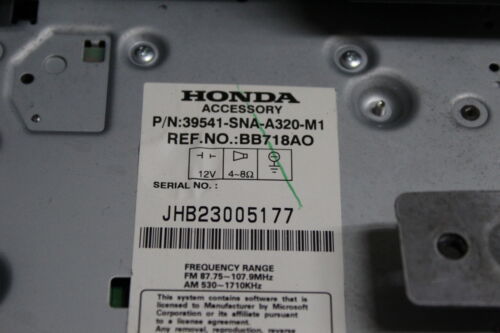 HONDA
ACCESSORY
P/N:39541-SNA-A320-M1
REF.NO.:BB718AO
12V 4~8Ω
SERIAL NO. :
JHB23005177
FREQUENCY RANGE
FM 87.75-107.9MHz
AM 530-1710KHz
This system contains software that is
licensed to Manufacturer by Microsoft
Corporation or its affiliate pursuant
to a license agreement.
Any removal, reproduction, reverse